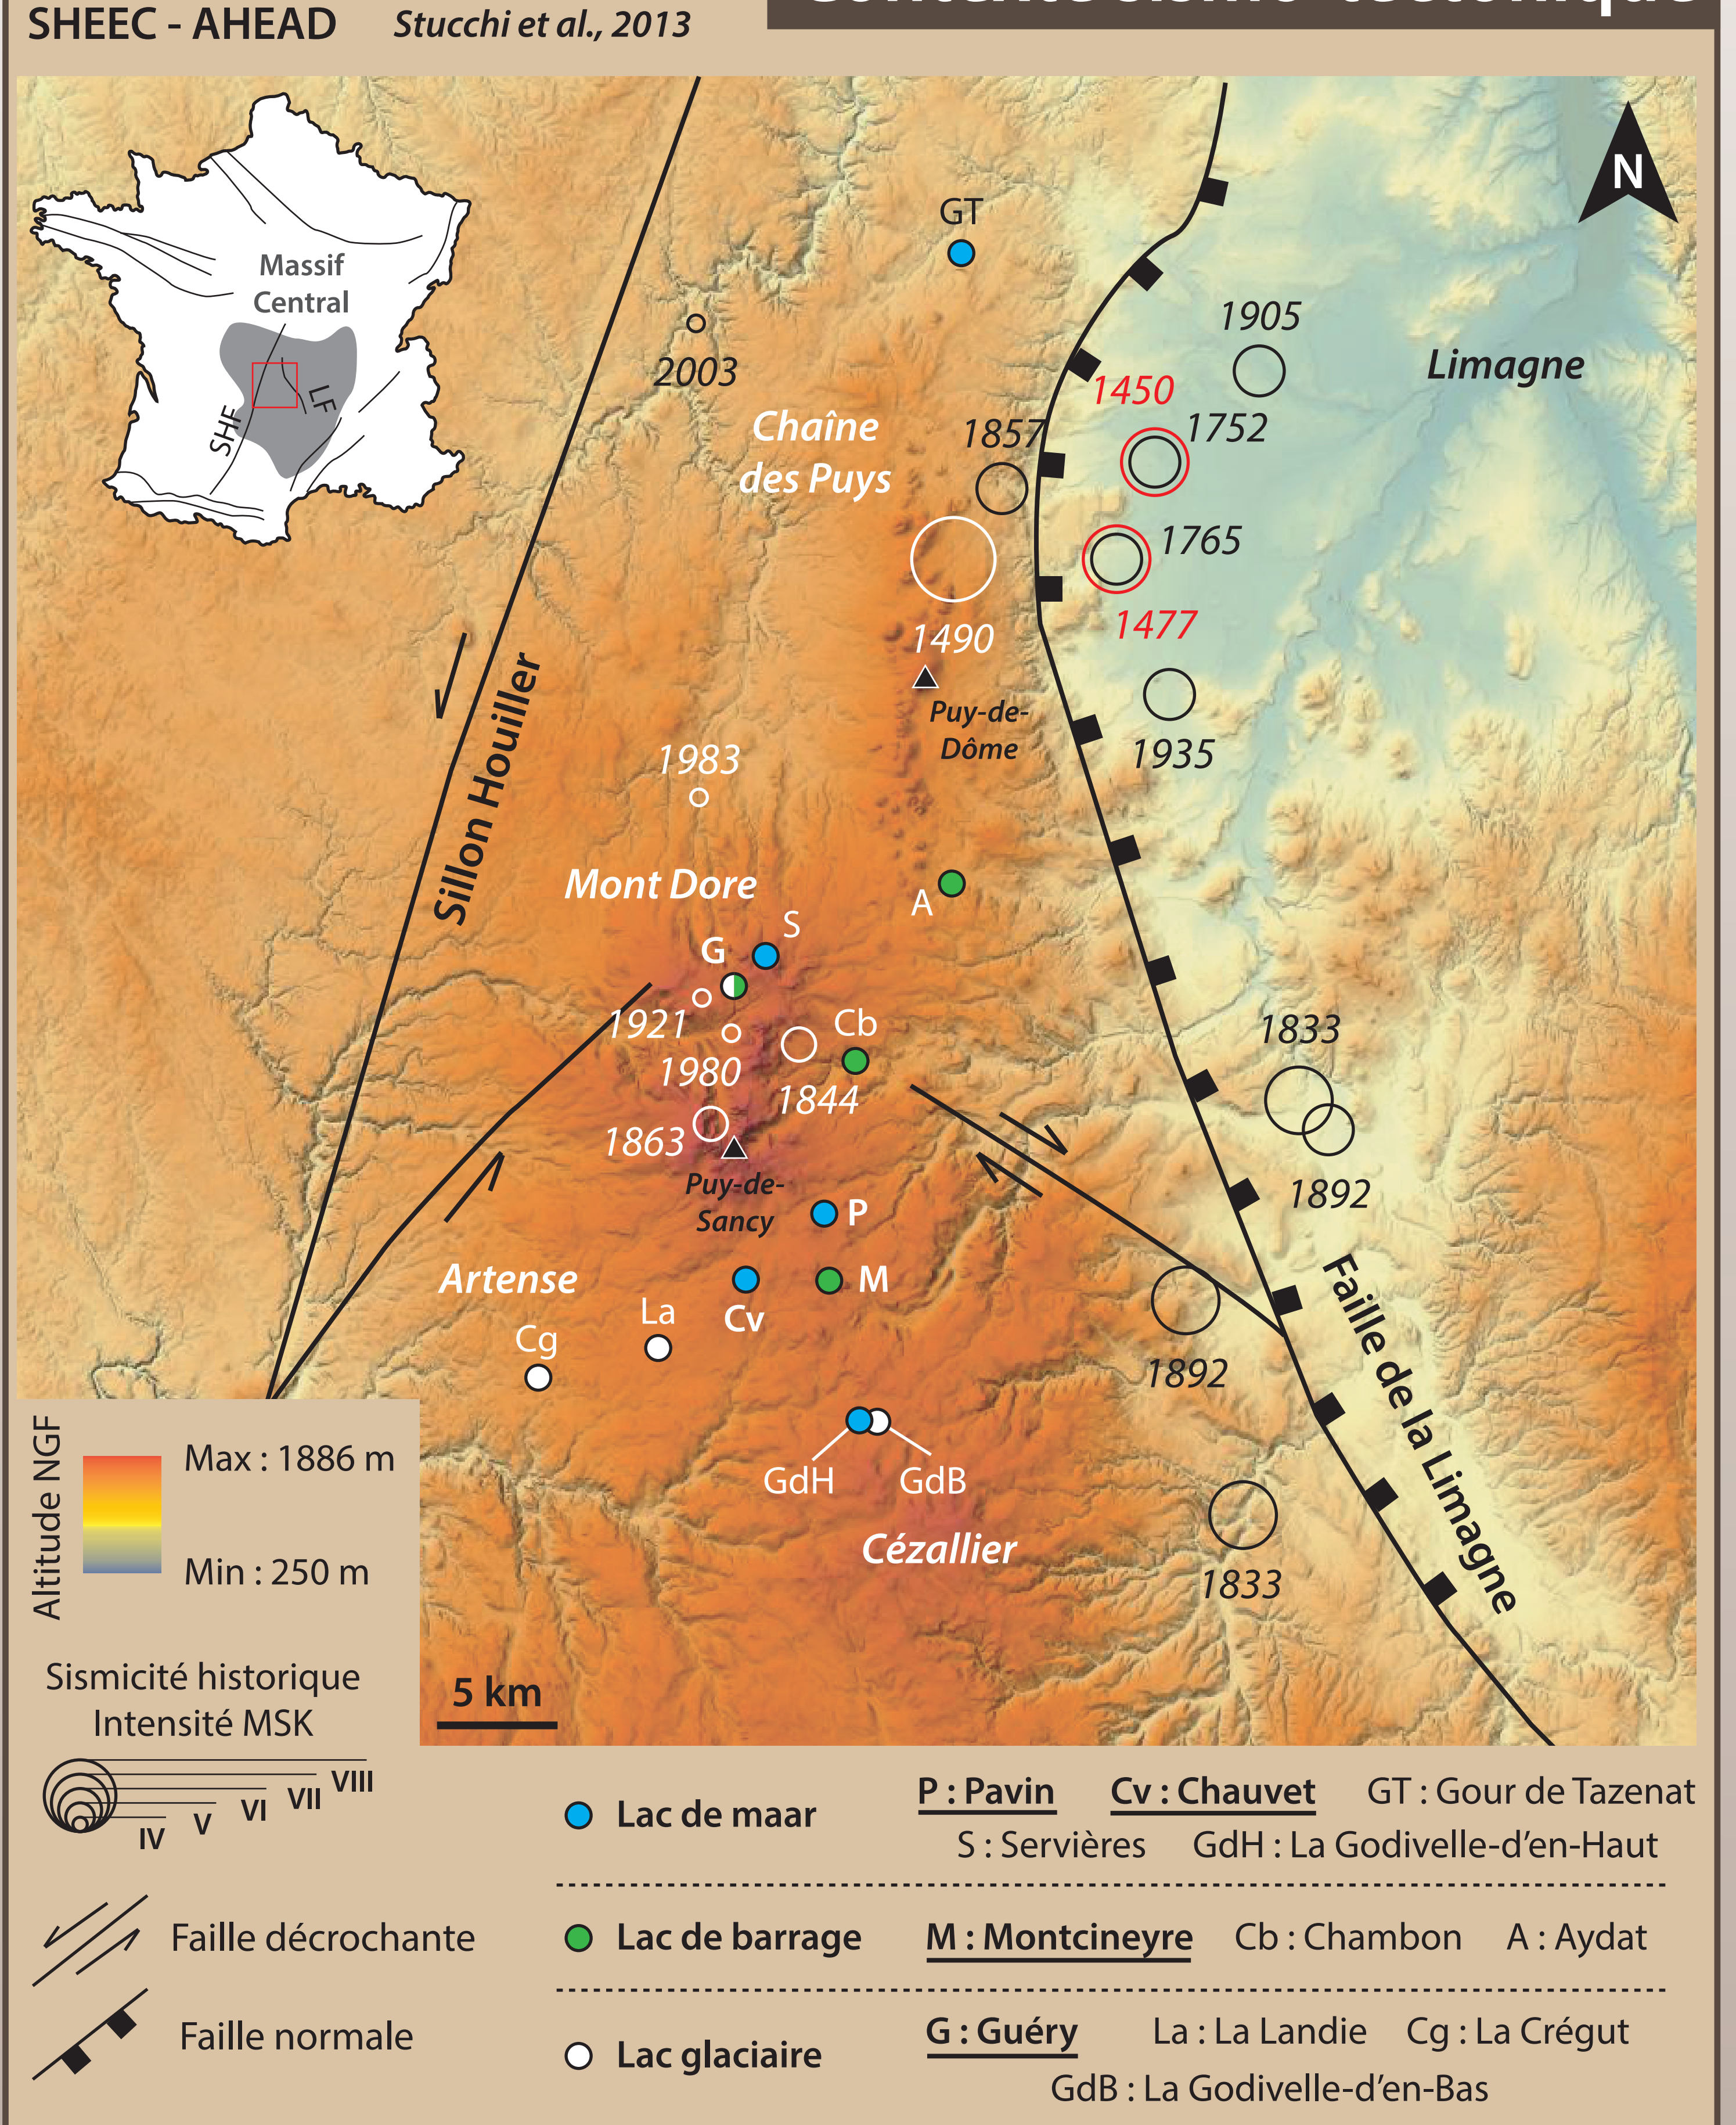 SHEEC - AHEAD
Stucchi et al., 2013
Contexte sismo-tectonique
N
Massif
Central
SHF
LF
GT
2003
1905
Limagne
1450
1752
Chaîne
des Puys
1857
1765
1477
1490
Puy-de-
Dôme
1935
Sillon Houiller
1983
Mont Dore
A
S
G
1921
1980
Cb
1844
1863
Puy-de-
Sancy
1833
1892
P
Artense
M
Cv
La
Cg
1892
Faille de la Limagne
GdH
GdB
Cézallier
1833
Altitude NGF
Max : 1886 m
Min : 250 m
5 km
Sismicité historique
Intensité MSK
VIII
VII
VI
V
IV
Faille décrochante
Faille normale
Lac de maar
P : Pavin Cv : Chauvet GT : Gour de Tazenat
S : Servières GdH : La Godivelle-d'en-Haut
Lac de barrage
M : Montcineyre Cb : Chambon A : Aydat
Lac glaciaire
G : Guéry La : La Landie Cg : La Crégut
GdB : La Godivelle-d'en-Bas